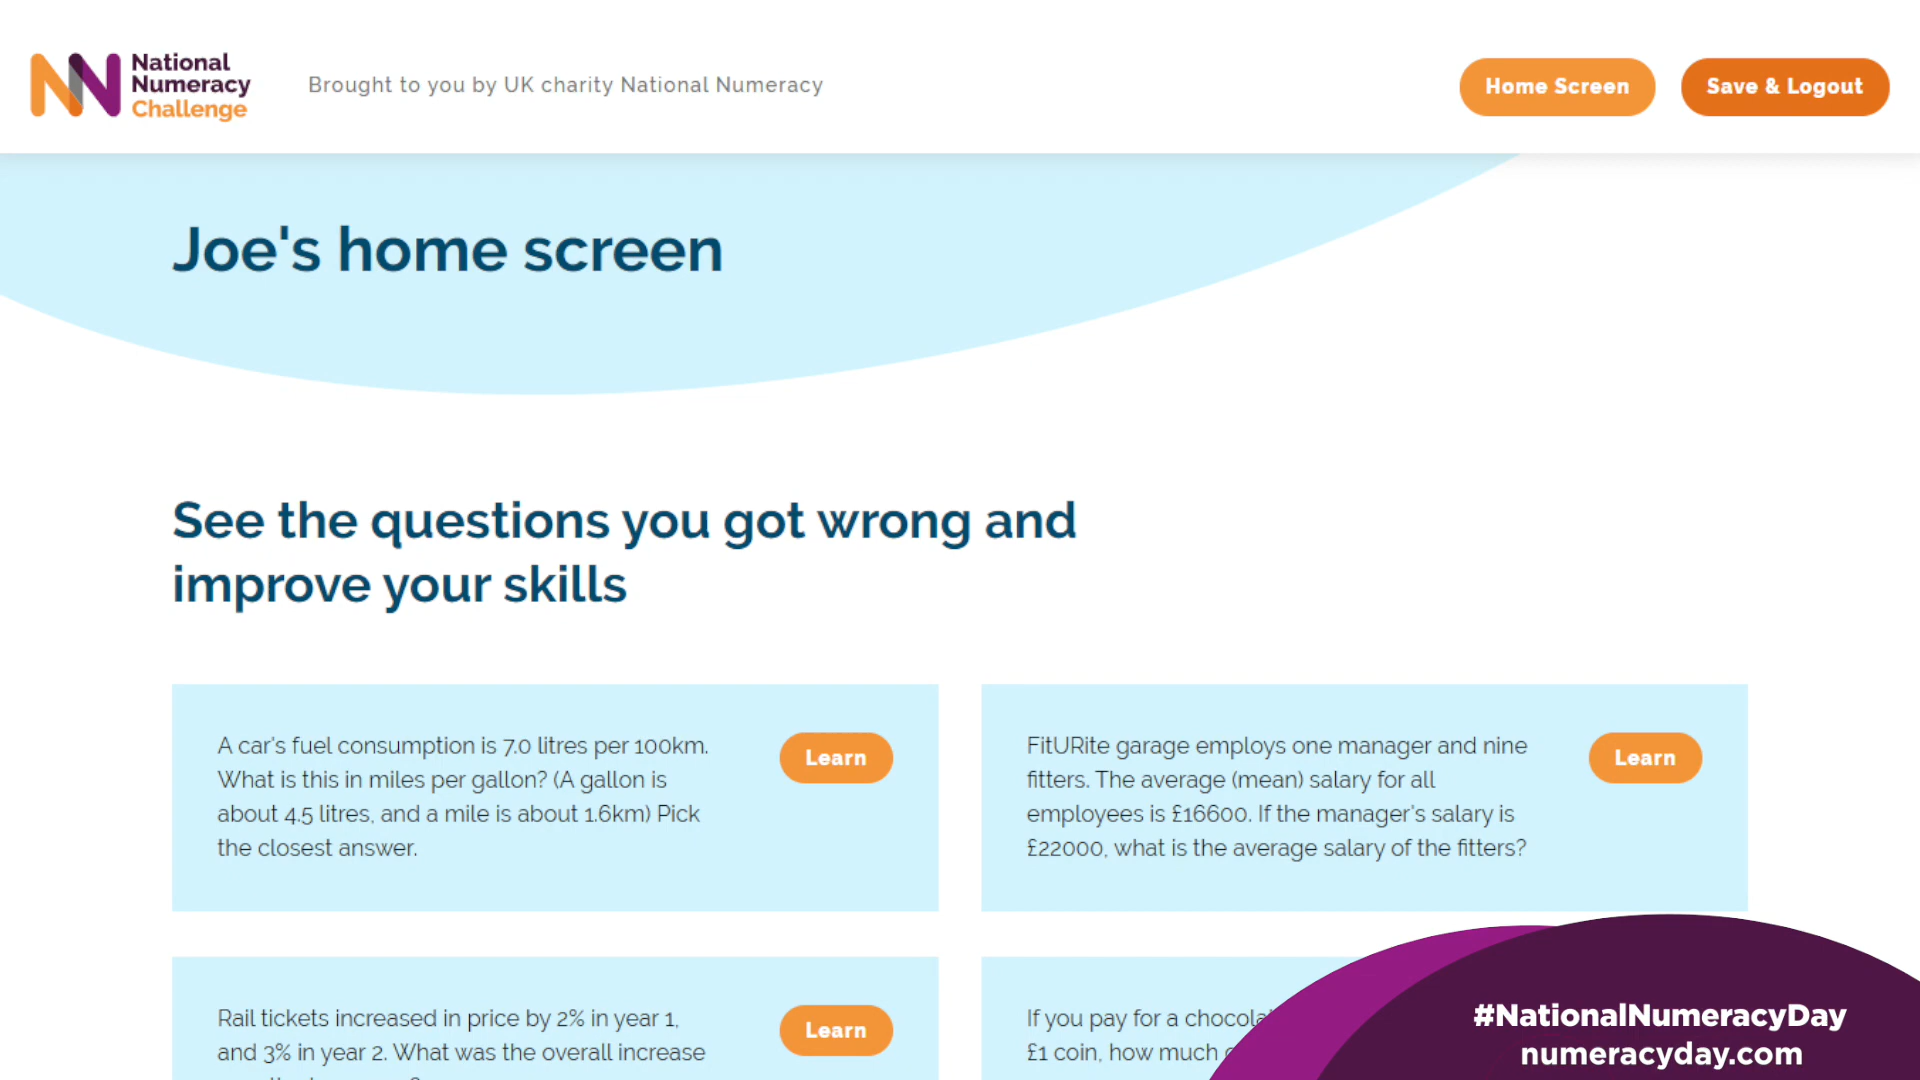 National
Numeracy
Challenge
Brought to you by UK charity National Numeracy
Home Screen
Save & Logout
Joe's home screen
See the questions you got wrong and
improve your skills
A car's fuel consumption is 7.0 litres per 100km.
What is this in miles per gallon? (A gallon is
about 4.5 litres, and a mile is about 1.6km) Pick
the closest answer.
Learn
FitURite garage employs one manager and nine
fitters. The average (mean) salary for all
employees is £16600. If the manager's salary is
£22000, what is the average salary of the fitters?
Learn
Rail tickets increased in price by 2% in year 1,
and 3% in year 2. What was the overall increase
Learn
If you pay for a
£1 coin, how much
#NationalNumeracyDay
numeracyday.com